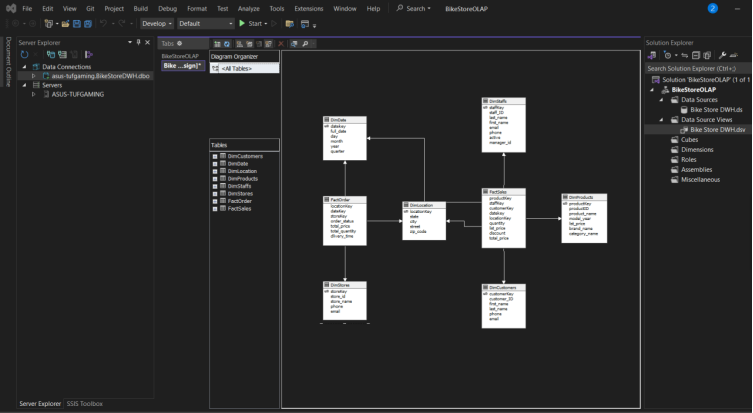 File Edit View Git Project Build Debug Format Test Analyze Tools Extensions Window Help Search BikeStoreOLAP
Develop Default Start
Document Outline
Server Explorer
Data Connections
asus-tufgaming.BikeStoreDWH.dbo
Servers
ASUS-TUFGAMING
Server Explorer SSIS Toolbox
Tabs
BikeStoreOLAP
Bike ...sign]*
Diagram Organizer
<All Tables>
Tables
DimCustomers
DimDate
DimLocation
DimProducts
DimStaffs
DimStores
FactOrder
FactSales
DimDate
dateKey
full_date
day
month
year
quarter
FactOrder
locationKey
dateKey
storeKey
order_status
total_price
total_quantity
DimStores
storeKey
store_id
store_name
phone
email
DimLocation
locationKey
state
city
street
zip_code
DimStaffs
staffKey
staff_ID
last_name
first_name
email
phone
active
manager_id
FactSales
productKey
staffKey
customerKey
dateKey
locationKey
quantity
list_price
discount
total_price
DimCustomers
customerKey
customer_ID
first_name
last_name
phone
email
DimProducts
productKey
productID
product_name
model_year
list_price
brand_name
category_name
Solution Explorer
Search Solution Explorer (Ctrl+;)
Solution 'BikeStoreOLAP' (1 of 1
BikeStoreOLAP
Data Sources
Bike Store DWH.ds
Data Source Views
Bike Store DWH.dsv
Cubes
Dimensions
Roles
Assemblies
Miscellaneous